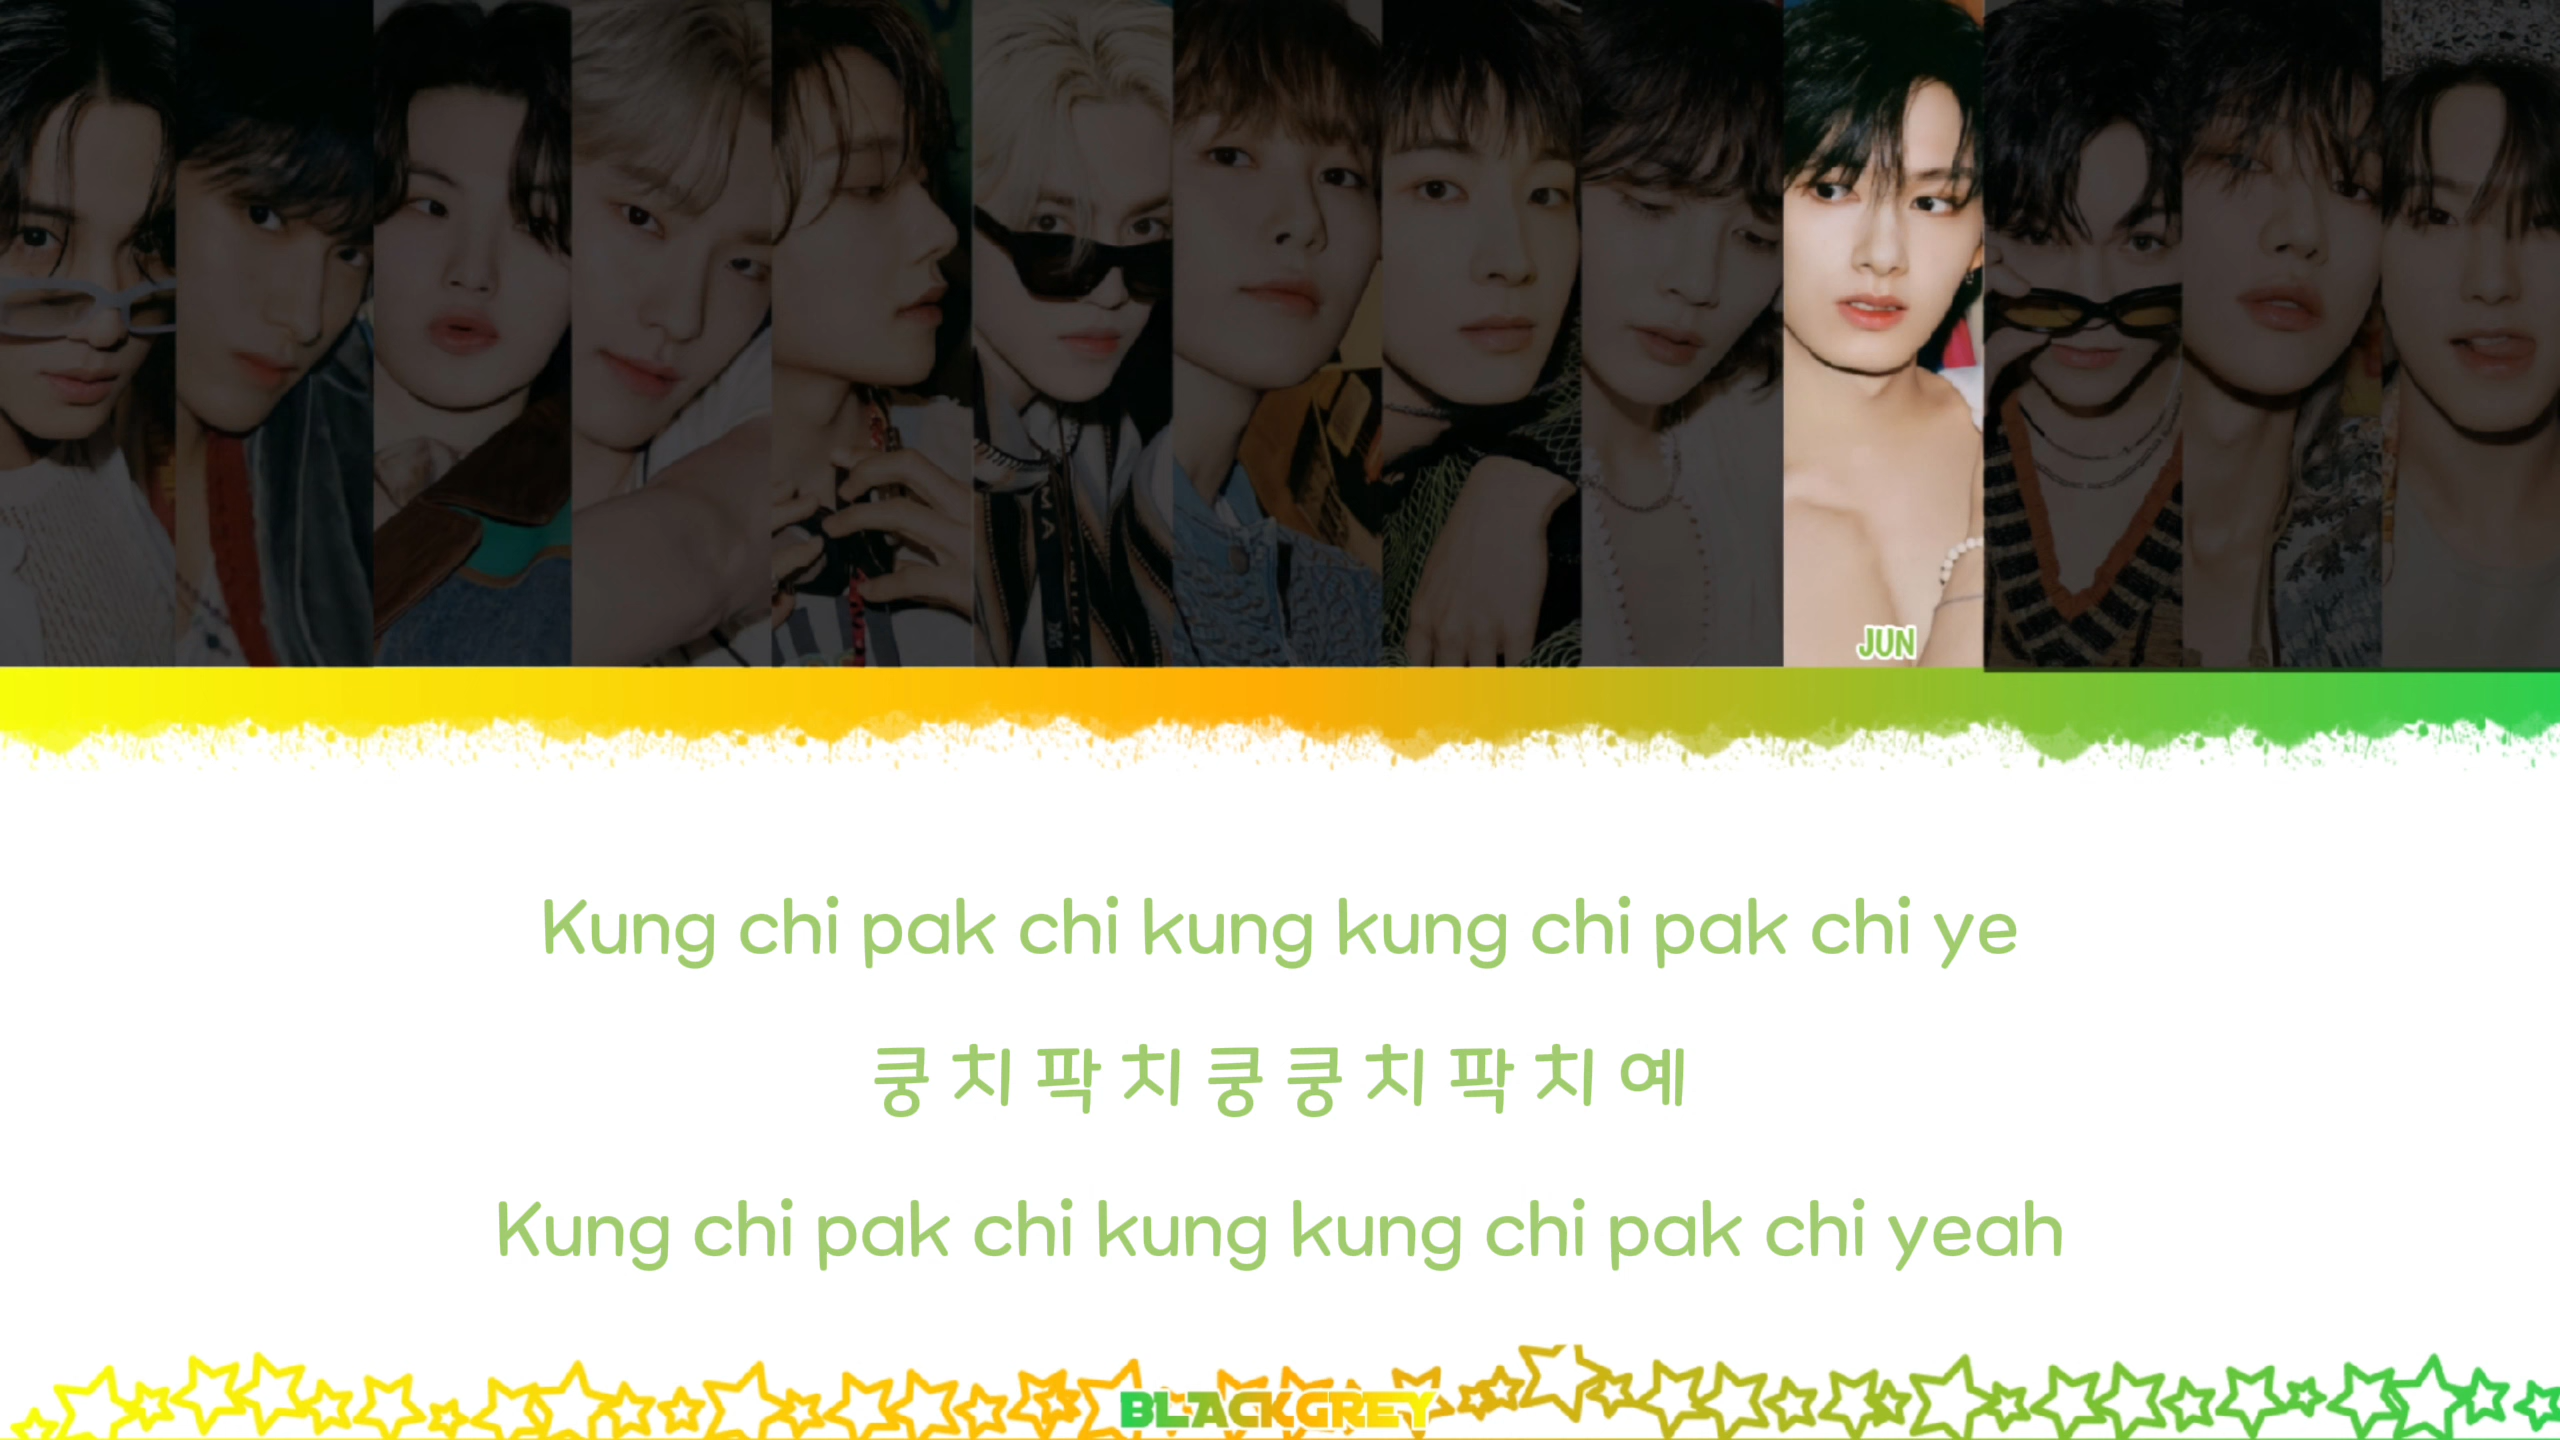 JUN
Kung chi pak chi kung kung chi pak chi ye
쿵 치 팍 치 쿵 쿵 치 팍 치 예
Kung chi pak chi kung kung chi pak chi yeah
BLACKGREY